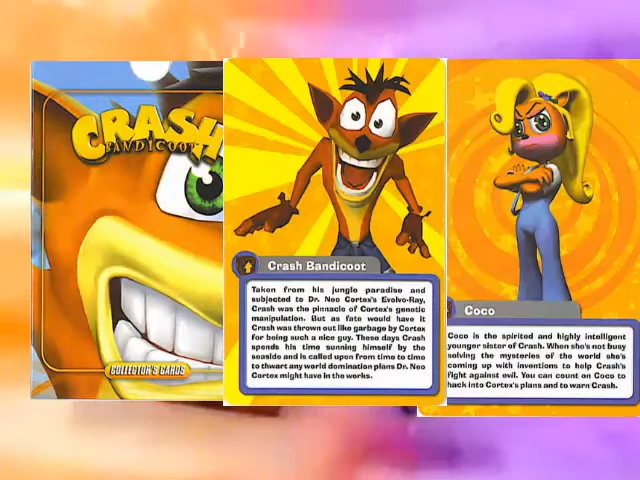 CRASH
BANDICOOT
COLLECTOR'S CARDS
Crash Bandicoot
Taken from his jungle paradise and
subjected to Dr. Neo Cortex's Evolvo-Ray,
Crash was the pinnacle of Cortex's genetic
manipulation. But as fate would have it
Crash was thrown out like garbage by Cortex
for being such a nice guy. These days Crash
spends his time sunning himself by the
seaside and is called upon from time to time
to thwart any world domination plans Dr. Neo
Cortex might have in the works.
Coco
Coco is the spirited and highly intelligent
younger sister of Crash. When she's not busy
solving the mysteries of the world she's
coming up with inventions to help Crash's
fight against evil. You can count on Coco to
hack into Cortex's plans and to warn Crash.